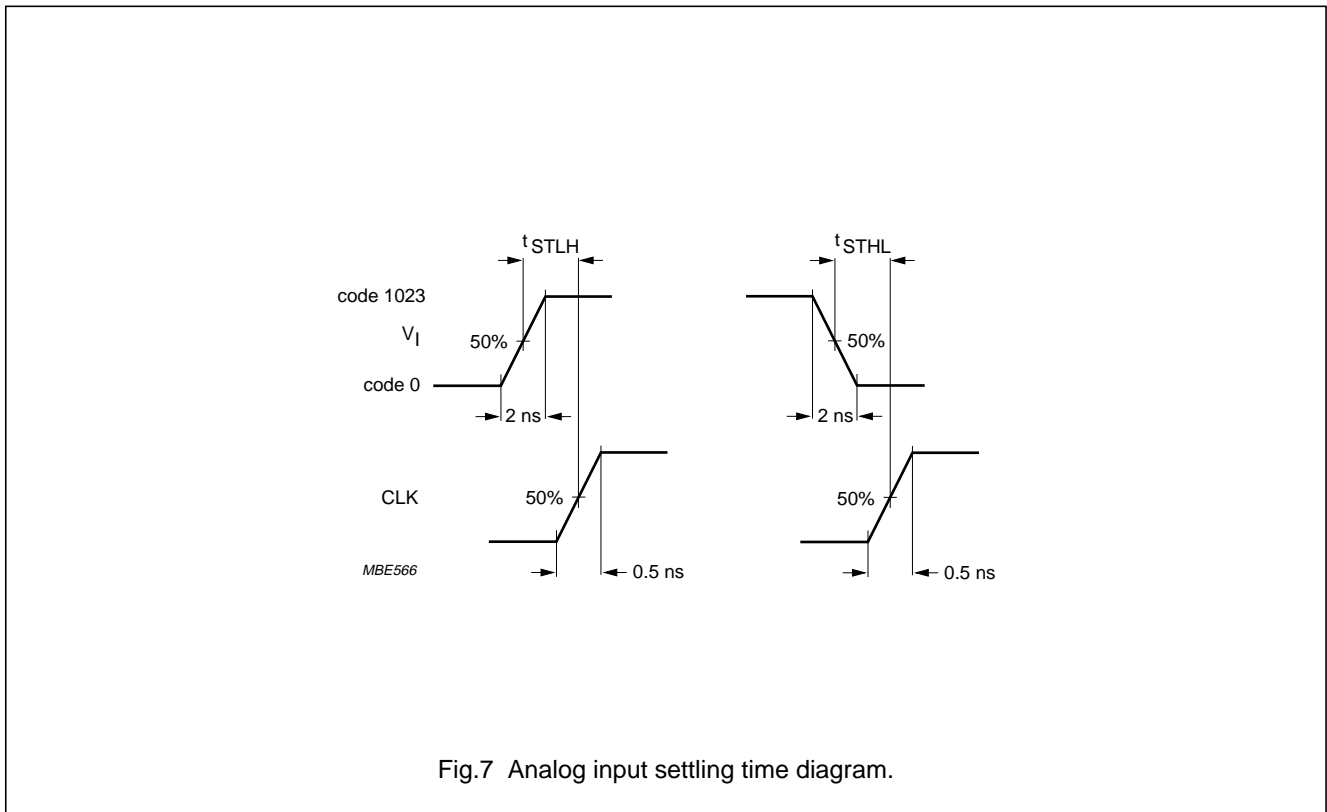 t STLH
t STHL
code 1023
VI
50%
50%
code 0
2 ns
2 ns
CLK
50%
50%
MBE566
0.5 ns
0.5 ns
Fig.7 Analog input settling time diagram.